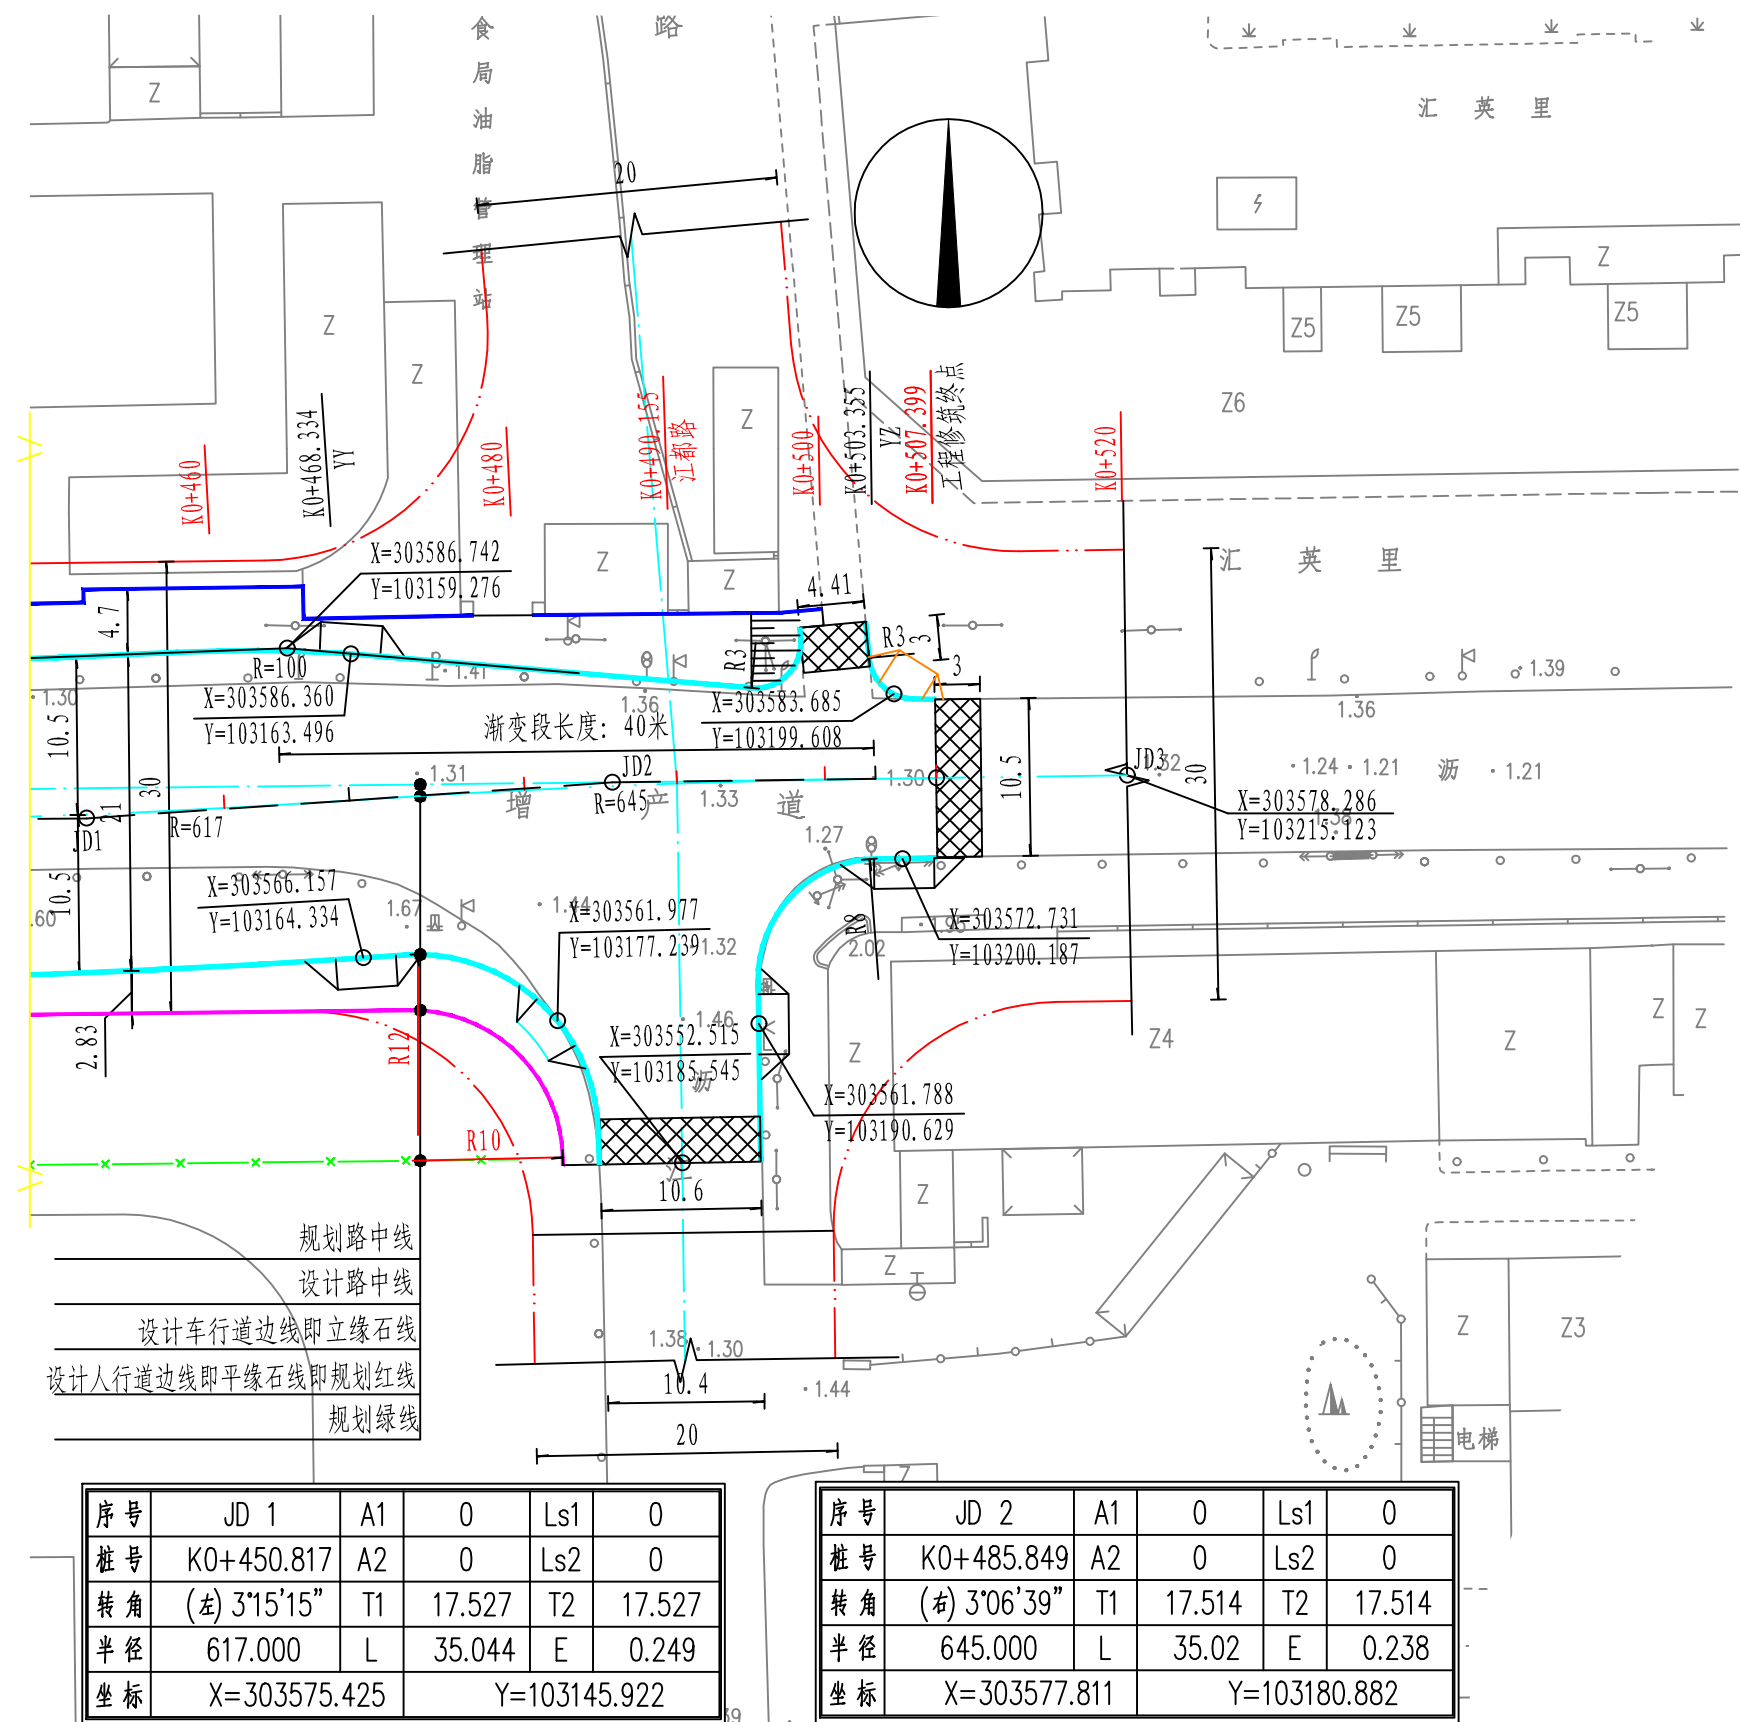 食局油脂管理站
路
Z
汇英里
20
Z
Z
Z
Z5
Z5
Z5
Z6
K0+460
K0+468.334
YY
K0+480
K0+490.155
江都路
Z
K0+500
K0+503.355
YZ
K0+507.399
工程修筑终点
K0+520
X=303586.742
Y=103159.276
Z
Z
4.41
汇英里
4.7
R=100
R3
R3
3
3
1.41
1.39
1.30
X=303586.360
Y=103163.496
1.36
X=303583.685
Y=103199.608
1.36
渐变段长度: 40米
10.5
21
30
1.31
JD2
R=645
1.33
1.30
10.5
JD3
1.32
30
1.24
1.21
沥
1.21
增产道
JD1
R=617
X=303578.286
Y=103215.123
1.38
1.27
10.5
X=303566.157
Y=103164.334
1.67
1.44
X=303561.977
Y=103177.239
1.32
R8
2.02
X=303572.731
Y=103200.187
.60
2.83
R12
1.46
X=303552.515
Y=103185.545
沥
Z
Z4
Z
Z
Z
X=303561.788
Y=103190.629
R10
10.6
Z
Z
规划路中线
设计路中线
设计车行道边线即立缘石线
设计人行道边线即平缘石线即规划红线
规划绿线
1.38
1.30
10.4
1.44
20
Z
Z3
电梯
序号 JD 1 A1 0 Ls1 0
桩号 K0+450.817 A2 0 Ls2 0
转角 (左) 3°15'15" T1 17.527 T2 17.527
半径 617.000 L 35.044 E 0.249
坐标 X=303575.425 Y=103145.922
序号 JD 2 A1 0 Ls1 0
桩号 K0+485.849 A2 0 Ls2 0
转角 (右) 3°06'39" T1 17.514 T2 17.514
半径 645.000 L 35.02 E 0.238
坐标 X=303577.811 Y=103180.882